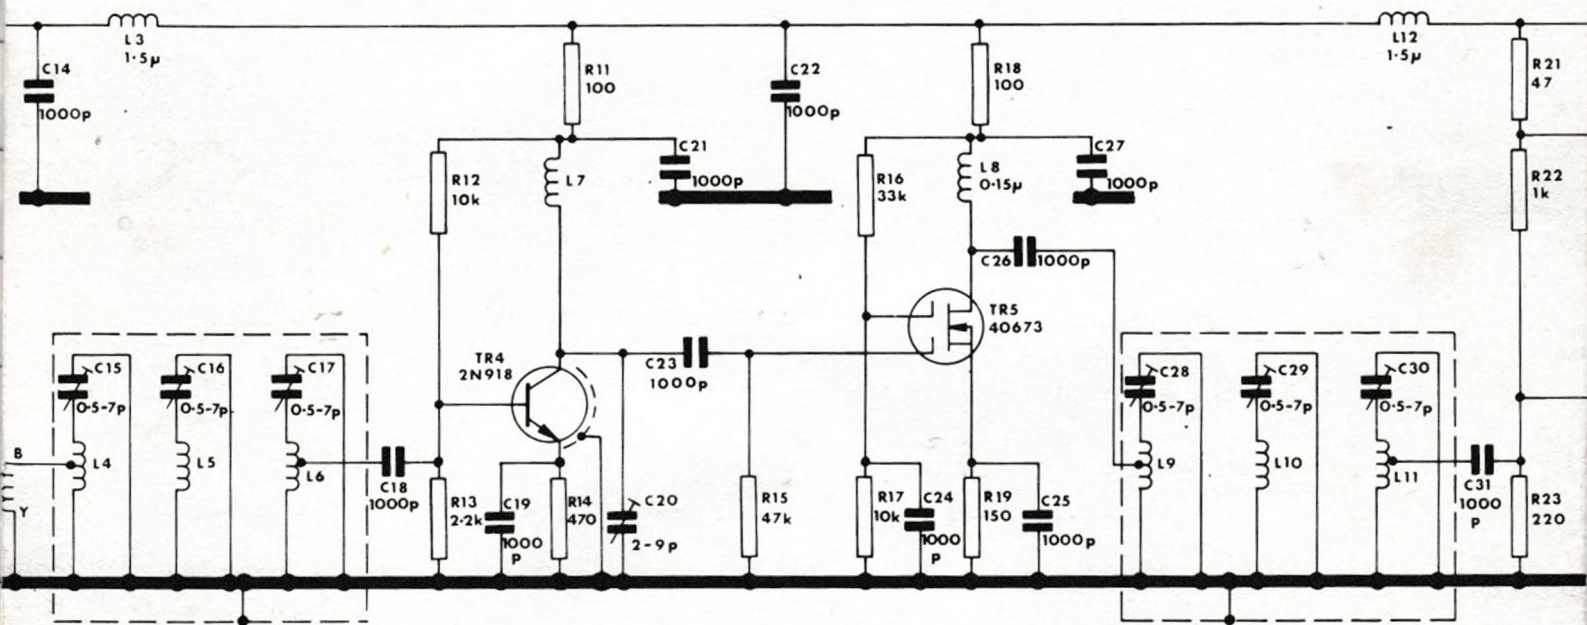 L3
1·5µ
C14
1000p
R11
100
C22
1000p
R18
100
L12
1·5µ
R21
47
R12
10k
L7
C21
1000p
R16
33k
L8
0·15µ
C27
1000p
R22
1k
C26
1000p
TR5
40673
TR4
2N918
C23
1000p
C15
0·5-7p
C16
0·5-7p
C17
0·5-7p
C28
0·5-7p
C29
0·5-7p
C30
0·5-7p
B
L4
L5
L6
Y
C18
1000p
R13
2·2k
C19
1000
p
R14
470
C20
2-9p
R15
47k
R17
10k
C24
1000
p
R19
150
C25
1000p
L9
L10
L11
C31
1000
p
R23
220